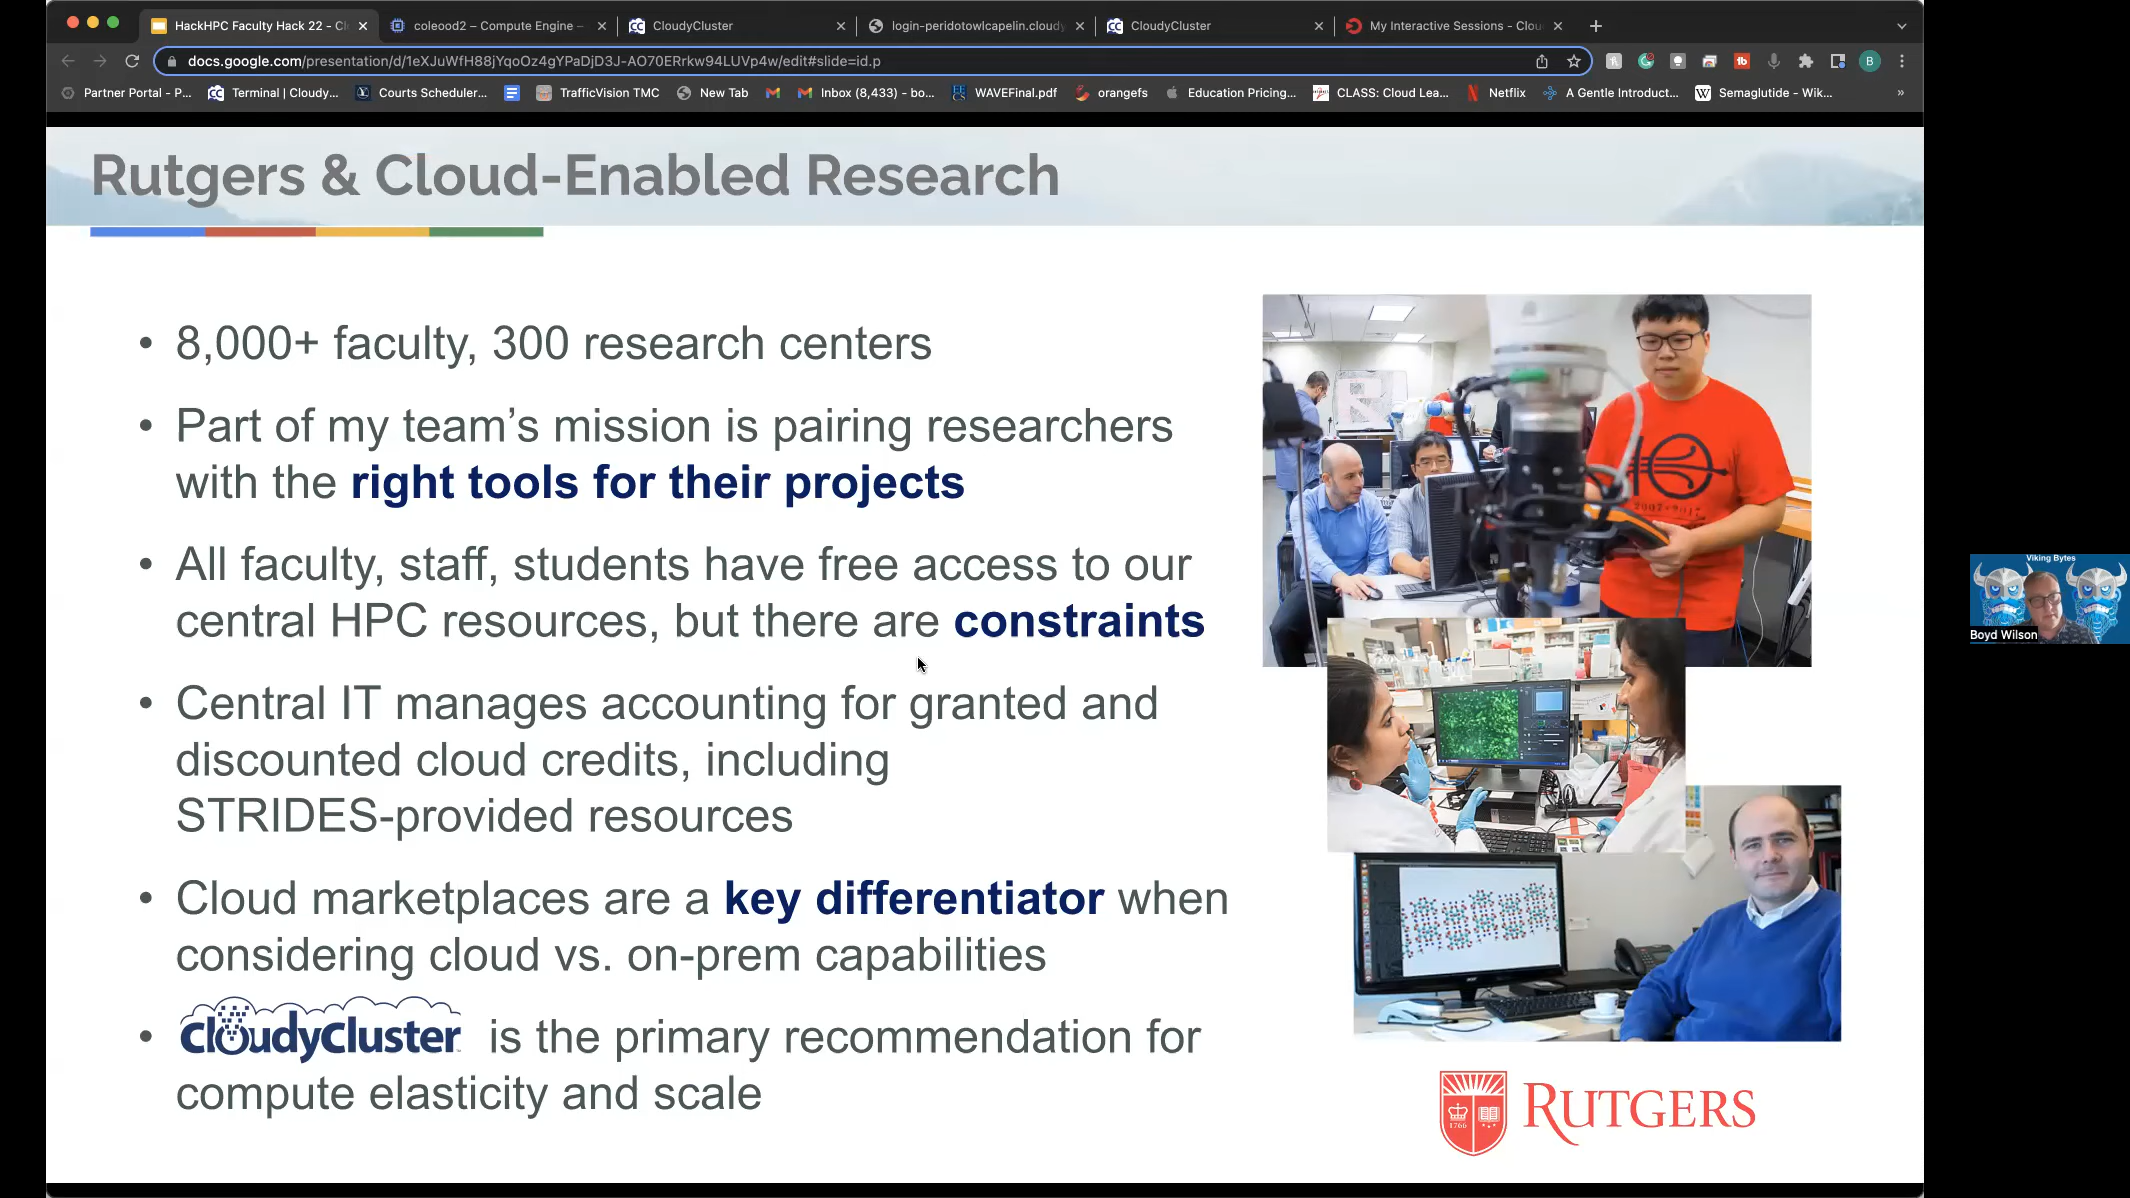 HackHPC Faculty Hack 22 - Cl
coleood2 – Compute Engine –
CloudyCluster
login-peridotowlcapelin.cloudy
CloudyCluster
My Interactive Sessions - Clou
docs.google.com/presentation/d/1eXJuWfH88jYqoOz4gYPaDjD3J-AO70ERrkw94LUVp4w/edit#slide=id.p
Partner Portal - P...
Terminal | Cloudy...
Courts Scheduler...
TrafficVision TMC
New Tab
Inbox (8,433) - bo...
WAVEFinal.pdf
orangefs
Education Pricing...
CLASS: Cloud Lea...
Netflix
A Gentle Introduct...
Semaglutide - Wik...
Rutgers & Cloud-Enabled Research
• 8,000+ faculty, 300 research centers
• Part of my team’s mission is pairing researchers
with the right tools for their projects
• All faculty, staff, students have free access to our
central HPC resources, but there are constraints
• Central IT manages accounting for granted and
discounted cloud credits, including
STRIDES-provided resources
• Cloud marketplaces are a key differentiator when
considering cloud vs. on-prem capabilities
• CloudyCluster is the primary recommendation for
compute elasticity and scale
1766
RUTGERS
Viking Bytes
Boyd Wilson